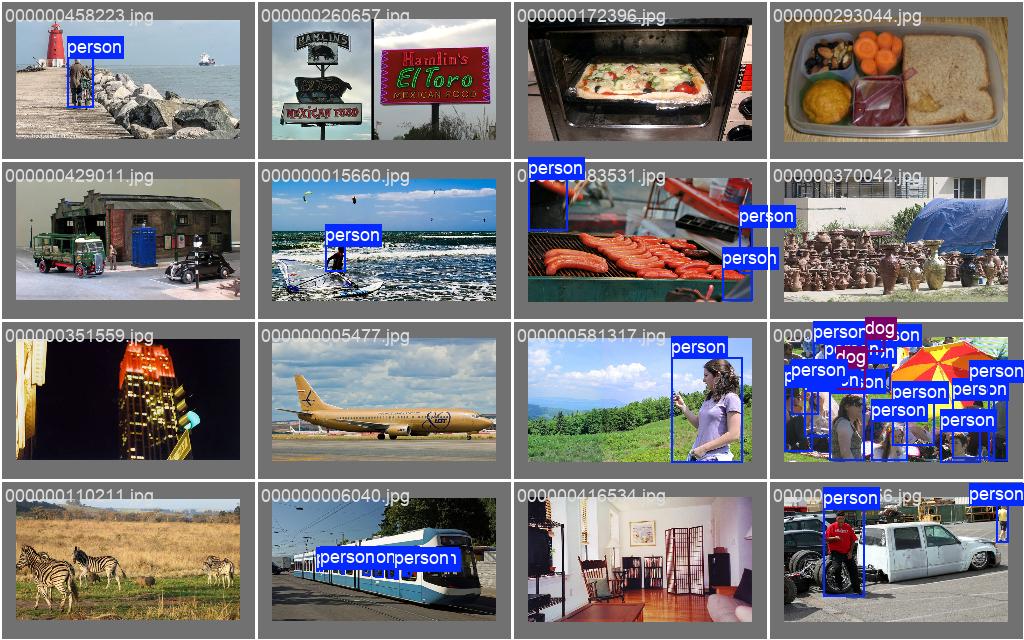 000000458223.jpg
person
000000260657.jpg
HAMLINS
MEXICAN FOOD
Hamlin's
El Toro
MEXICAN FOOD
000000172396.jpg
000000293044.jpg
000000429011.jpg
000000015660.jpg
person
83531.jpg
person
person
person
000000370042.jpg
000000351559.jpg
000000005477.jpg
000000581317.jpg
person
person
dog
dog
person
person
person
person
person
person
000000110211.jpg
000000006040.jpg
person
person
000000416534.jpg
person
person